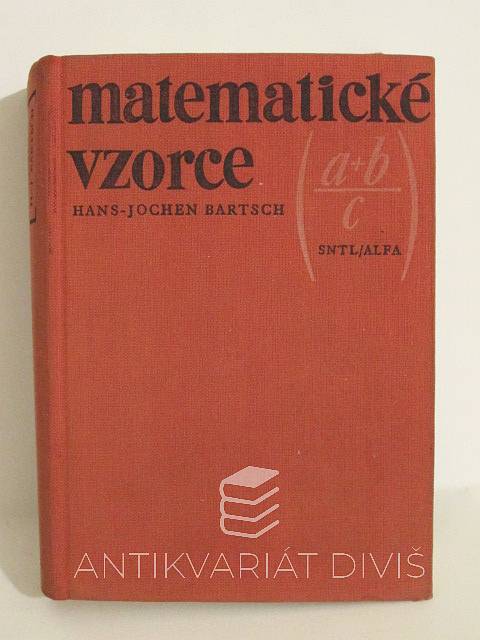 matematické
vzorce
HANS-JOCHEN BARTSCH
a+b
c
SNTL/ALFA
ANTIKVARIÁT DIVIŠ